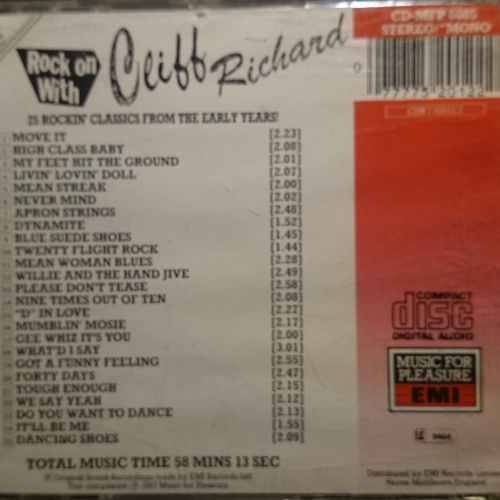 Rock on With
Cliff Richard
25 ROCKIN' CLASSICS FROM THE EARLY YEARS!
CD-MFP
STEREO/*MONO
MOVE IT [2.23]
HIGH CLASS BABY [2.08]
MY FEET HIT THE GROUND [2.01]
LIVIN' LOVIN' DOLL [2.07]
MEAN STREAK [2.00]
NEVER MIND [2.02]
APRON STRINGS [2.48]
DYNAMITE [1.52]
BLUE SUEDE SHOES [1.45]
TWENTY FLIGHT ROCK [1.44]
MEAN WOMAN BLUES [2.28]
WILLIE AND THE HAND JIVE [2.49]
PLEASE DON'T TEASE [2.58]
NINE TIMES OUT OF TEN [2.08]
"D" IN LOVE [2.27]
MUMBLIN' MOSIE [2.17]
GEE WHIZ IT'S YOU [2.00]
WHAT'D I SAY [3.01]
GOT A FUNNY FEELING [2.55]
FORTY DAYS [2.47]
TOUGH ENOUGH [2.15]
WE SAY YEAH [2.12]
DO YOU WANT TO DANCE [2.13]
IT'LL BE ME [1.55]
DANCING SHOES [2.09]
TOTAL MUSIC TIME 58 MINS 13 SEC
COMPACT
disc
DIGITAL AUDIO
MUSIC FOR
PLEASURE
EMI